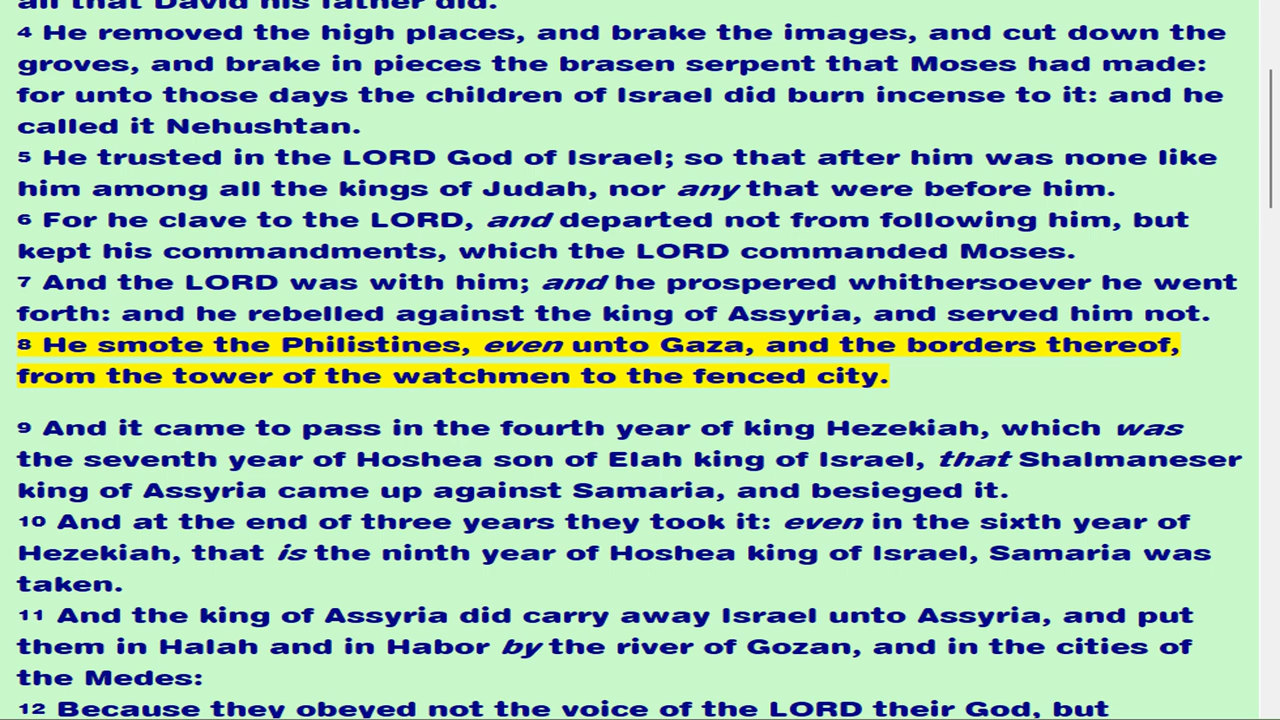 all that David his father did.
4 He removed the high places, and brake the images, and cut down the
groves, and brake in pieces the brasen serpent that Moses had made:
for unto those days the children of Israel did burn incense to it: and he
called it Nehushtan.
5 He trusted in the LORD God of Israel; so that after him was none like
him among all the kings of Judah, nor any that were before him.
6 For he clave to the LORD, and departed not from following him, but
kept his commandments, which the LORD commanded Moses.
7 And the LORD was with him; and he prospered whithersoever he went
forth: and he rebelled against the king of Assyria, and served him not.
8 He smote the Philistines, even unto Gaza, and the borders thereof,
from the tower of the watchmen to the fenced city.
9 And it came to pass in the fourth year of king Hezekiah, which was
the seventh year of Hoshea son of Elah king of Israel, that Shalmaneser
king of Assyria came up against Samaria, and besieged it.
10 And at the end of three years they took it: even in the sixth year of
Hezekiah, that is the ninth year of Hoshea king of Israel, Samaria was
taken.
11 And the king of Assyria did carry away Israel unto Assyria, and put
them in Halah and in Habor by the river of Gozan, and in the cities of
the Medes:
12 Because they obeyed not the voice of the LORD their God, but